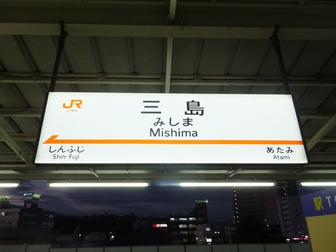 JR
三島
みしま
Mishima
しんふじ
Shin-Fuji
あたみ
Atami